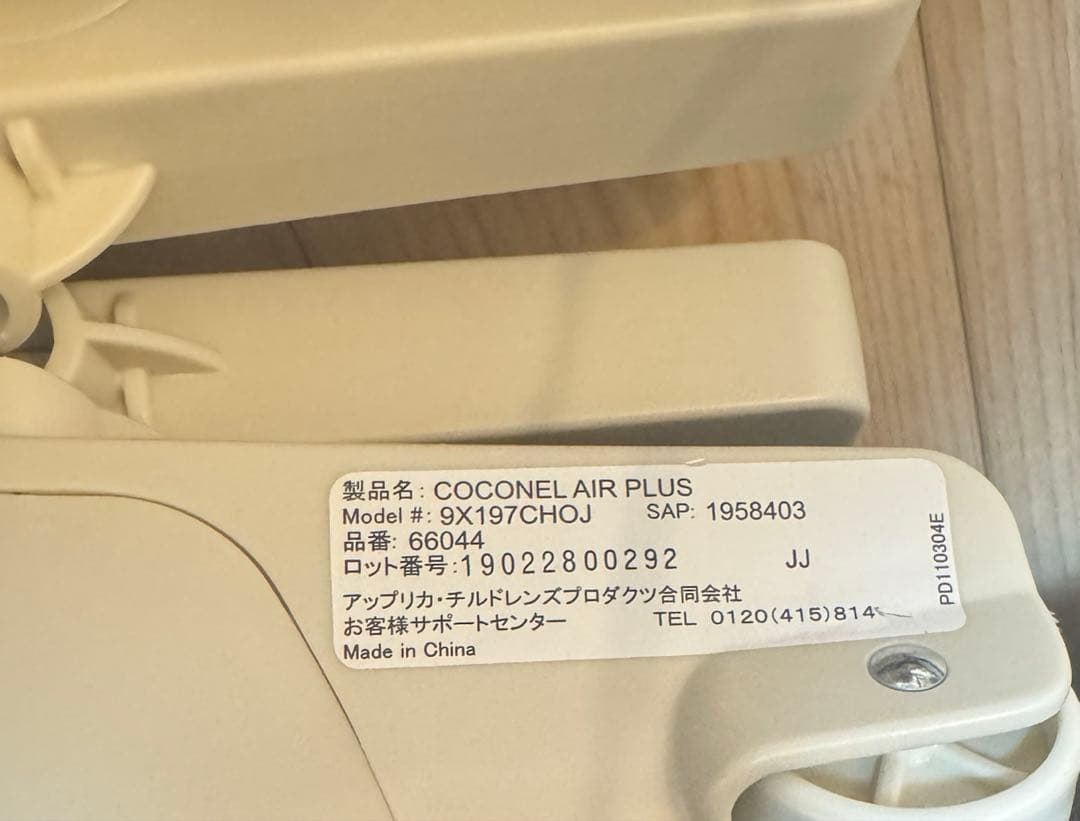 製品名: COCONEL AIR PLUS
Model #: 9X197CHOJ SAP: 1958403
品番: 66044
ロット番号:19022800292 JJ
アップリカ・チルドレンズプロダクツ合同会社
お客様サポートセンター TEL 0120(415)814
Made in China
PD110304E